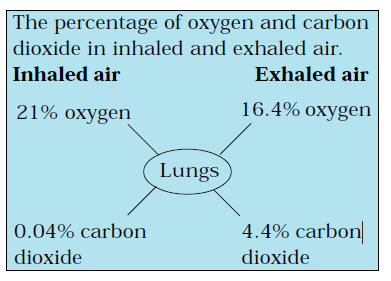 The percentage of oxygen and carbon
dioxide in inhaled and exhaled air.
Inhaled air Exhaled air
21% oxygen 16.4% oxygen
Lungs
0.04% carbon 4.4% carbon
dioxide dioxide